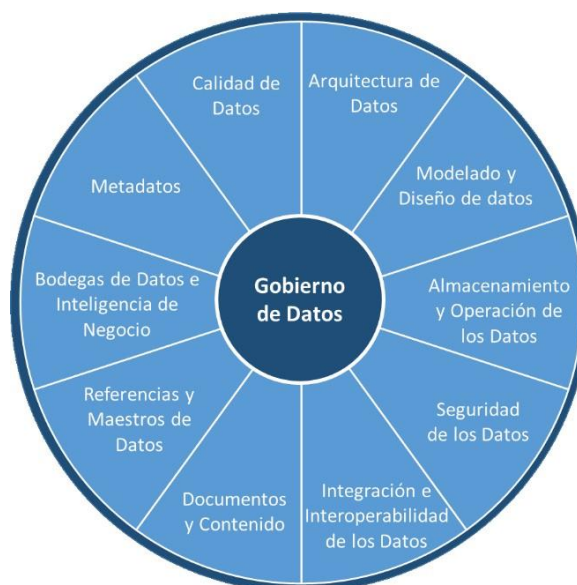 Calidad de
Datos
Arquitectura de
Datos
Modelado y
Diseño de datos
Almacenamiento
y Operación de
los Datos
Seguridad
de los Datos
Integración e
Interoperabilidad
de los Datos
Documentos
y Contenido
Referencias y
Maestros de
Datos
Bodegas de Datos e
Inteligencia de
Negocio
Metadatos
Gobierno
de Datos